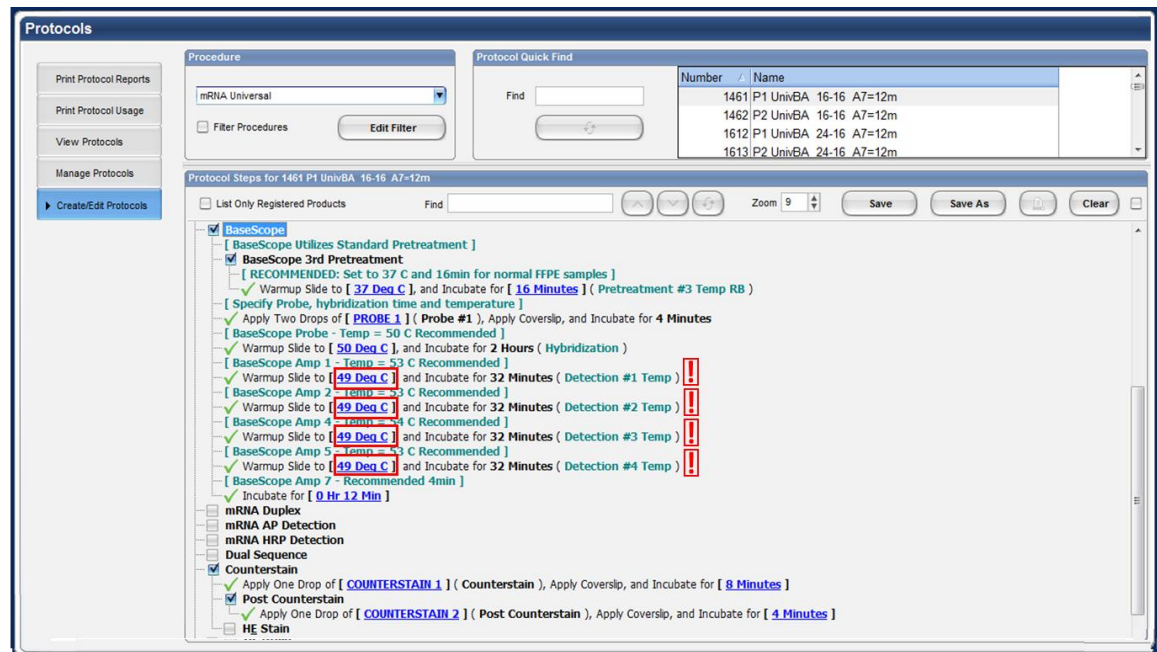 Protocols
Print Protocol Reports
Print Protocol Usage
View Protocols
Manage Protocols
Create/Edit Protocols
Procedure
mRNA Universal
Filter Procedures
Edit Filter
Protocol Quick Find
Find
Number Name
1461 P1 UnivBA 16-16 A7=12m
1462 P2 UnivBA 16-16 A7=12m
1612 P1 UnivBA 24-16 A7=12m
1613 P2 UnivBA 24-16 A7=12m
Protocol Steps for 1461 P1 UnivBA 16-16 A7=12m
List Only Registered Products Find Zoom 9 Save Save As Clear
BaseScope
[ BaseScope Utilizes Standard Pretreatment ]
BaseScope 3rd Pretreatment
[ RECOMMENDED: Set to 37 C and 16min for normal FFPE samples ]
Warmup Slide to [ 37 Deg C ], and Incubate for [ 16 Minutes ] ( Pretreatment #3 Temp RB )
[ Specify Probe, hybridization time and temperature ]
Apply Two Drops of [ PROBE 1 ] ( Probe #1 ), Apply Coverslip, and Incubate for 4 Minutes
[ BaseScope Probe - Temp = 50 C Recommended ]
Warmup Slide to [ 50 Deg C ], and Incubate for 2 Hours ( Hybridization )
[ BaseScope Amp 1 - Temp = 53 C Recommended ]
Warmup Slide to [ 49 Deg C ] and Incubate for 32 Minutes ( Detection #1 Temp ) !
[ BaseScope Amp 2 - Temp = 53 C Recommended ]
Warmup Slide to [ 49 Deg C ] and Incubate for 32 Minutes ( Detection #2 Temp ) !
[ BaseScope Amp 4 - Temp = 54 C Recommended ]
Warmup Slide to [ 49 Deg C ] and Incubate for 32 Minutes ( Detection #3 Temp ) !
[ BaseScope Amp 5 - Temp = 53 C Recommended ]
Warmup Slide to [ 49 Deg C ] and Incubate for 32 Minutes ( Detection #4 Temp ) !
[ BaseScope Amp 7 - Recommended 4min ]
Incubate for [ 0 Hr 12 Min ]
mRNA Duplex
mRNA AP Detection
mRNA HRP Detection
Dual Sequence
Counterstain
Apply One Drop of [ COUNTERSTAIN 1 ] ( Counterstain ), Apply Coverslip, and Incubate for [ 8 Minutes ]
Post Counterstain
Apply One Drop of [ COUNTERSTAIN 2 ] ( Post Counterstain ), Apply Coverslip, and Incubate for [ 4 Minutes ]
HE Stain